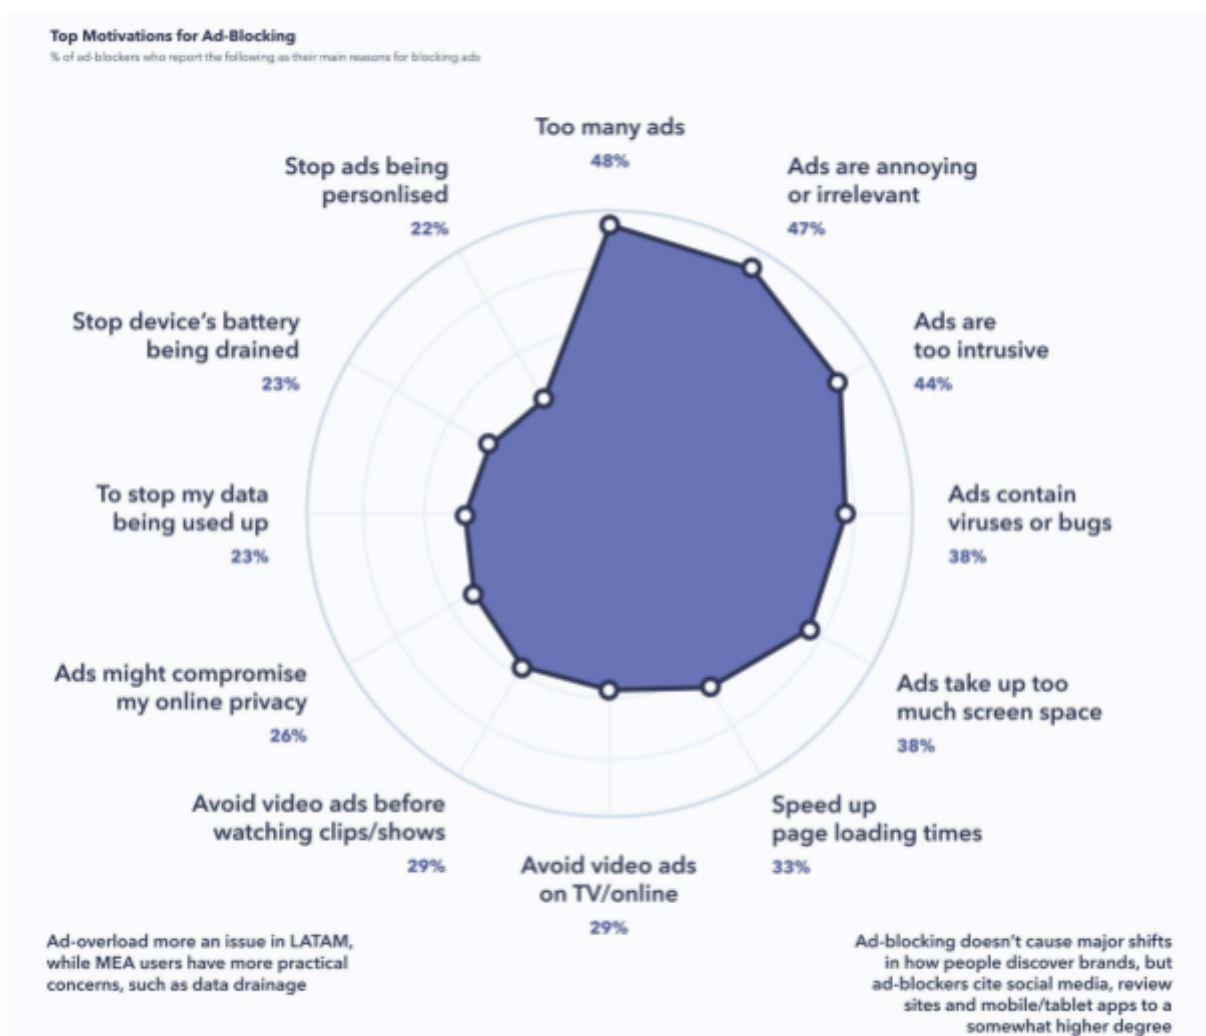 Top Motivations for Ad-Blocking
% of ad-blockers who report the following as their main reasons for blocking ads
Too many ads
48%
Ads are annoying
or irrelevant
47%
Ads are
too intrusive
44%
Ads contain
viruses or bugs
38%
Ads take up too
much screen space
38%
Speed up
page loading times
33%
Avoid video ads
on TV/online
29%
Avoid video ads before
watching clips/shows
29%
Ads might compromise
my online privacy
26%
To stop my data
being used up
23%
Stop device's battery
being drained
23%
Stop ads being
personlised
22%
Ad-overload more an issue in LATAM,
while MEA users have more practical
concerns, such as data drainage
Ad-blocking doesn't cause major shifts
in how people discover brands, but
ad-blockers cite social media, review
sites and mobile/tablet apps to a
somewhat higher degree